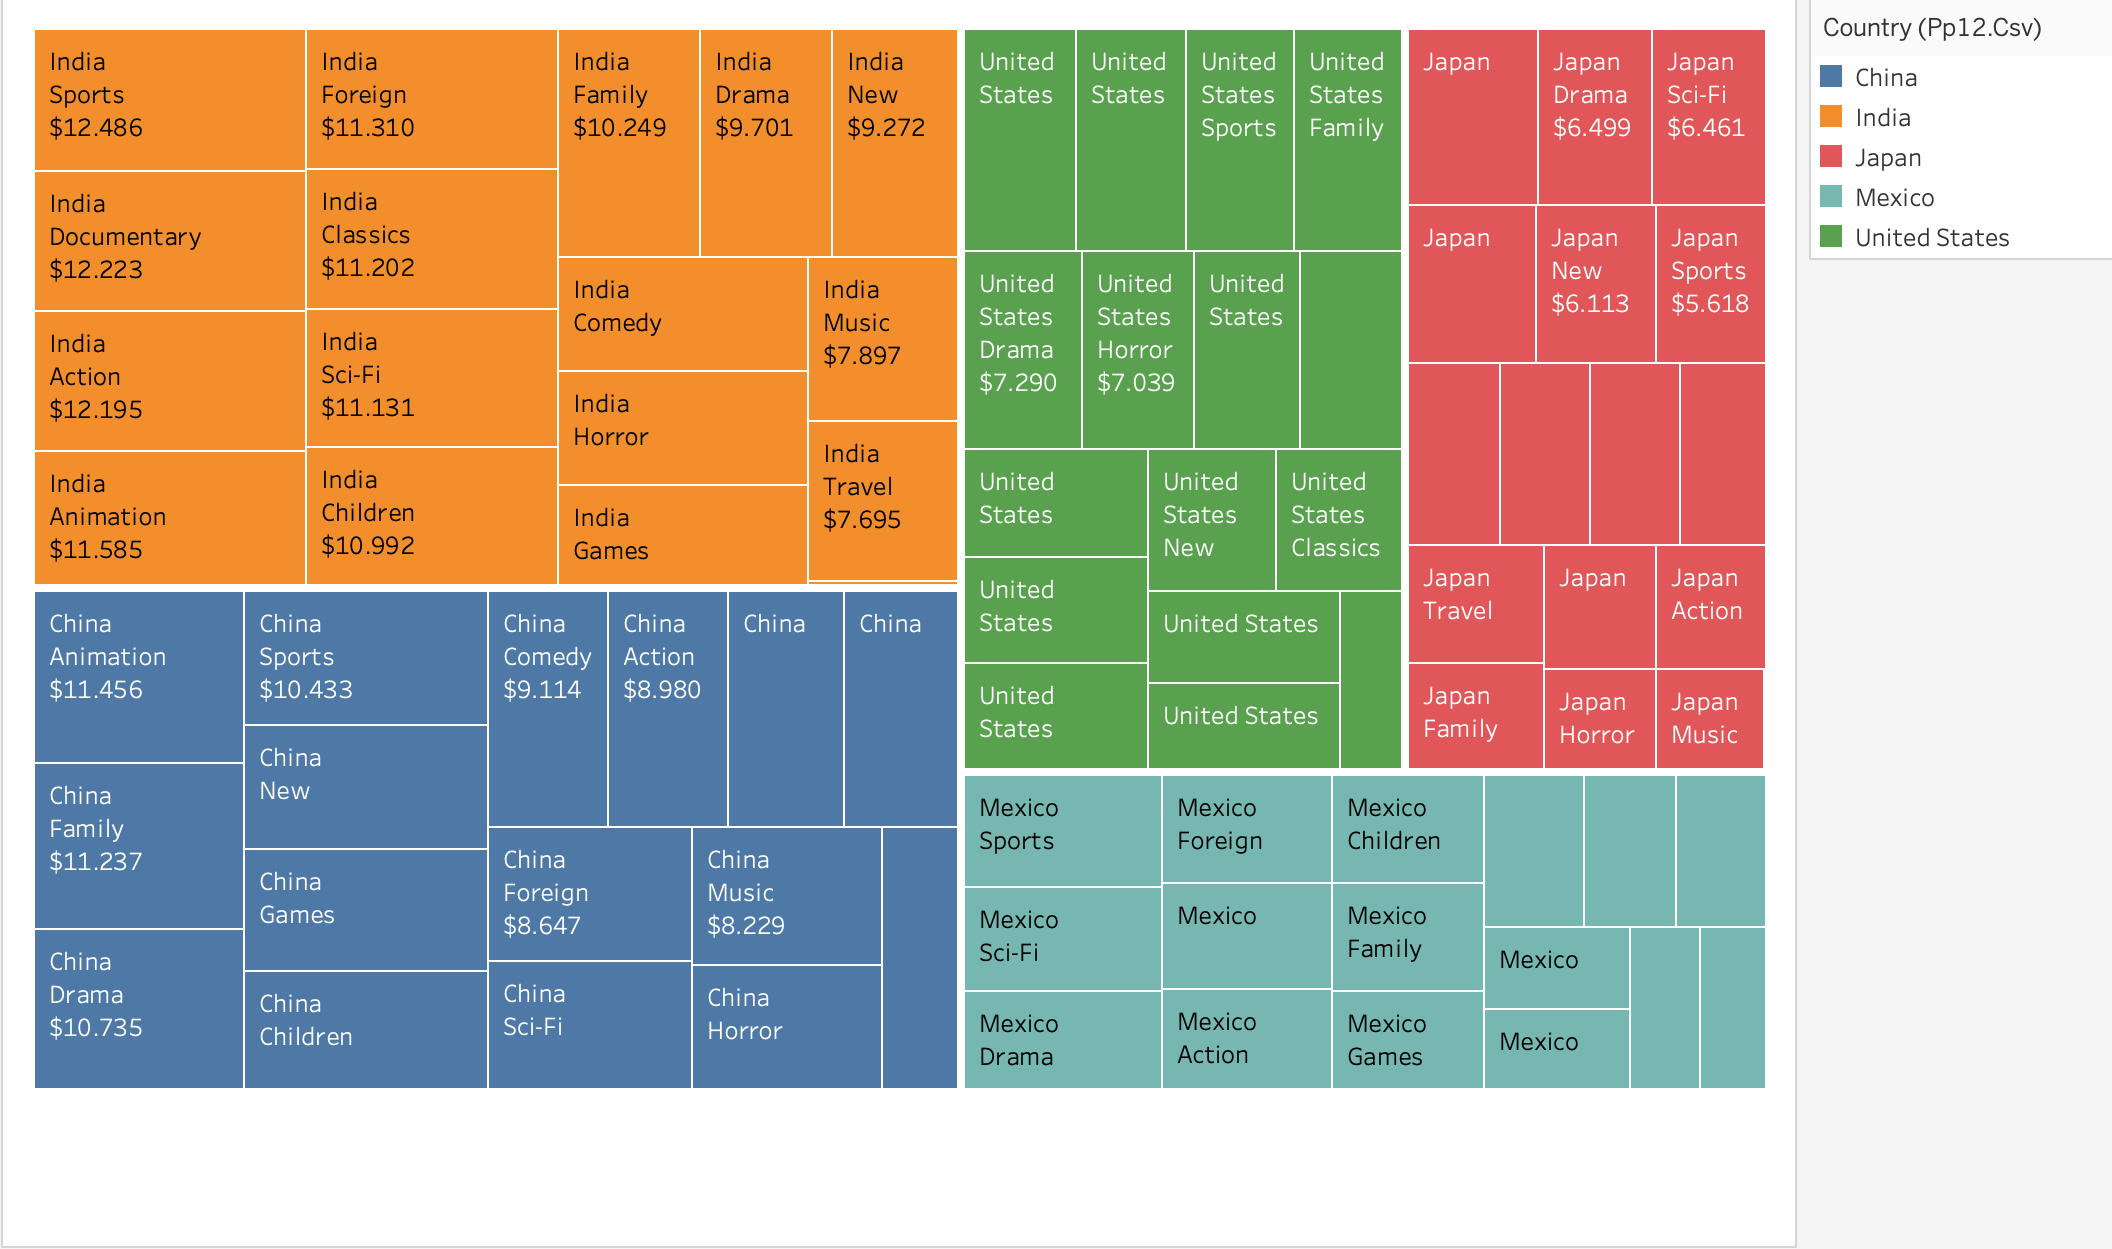 India
Sports
$12.486
India
Foreign
$11.310
India
Family
$10.249
India
Drama
$9.701
India
New
$9.272
India
Documentary
$12.223
India
Classics
$11.202
India
Comedy
India
Music
$7.897
India
Action
$12.195
India
Sci-Fi
$11.131
India
Horror
India
Travel
$7.695
India
Animation
$11.585
India
Children
$10.992
India
Games
China
Animation
$11.456
China
Sports
$10.433
China
Comedy
$9.114
China
Action
$8.980
China
China
China
Family
$11.237
China
New
China
Games
China
Foreign
$8.647
China
Music
$8.229
China
Drama
$10.735
China
Children
China
Sci-Fi
China
Horror
United
States
United
States
United
States
Sports
United
States
Family
United
States
Drama
$7.290
United
States
Horror
$7.039
United
States
United
States
United
States
New
United
States
Classics
United
States
United States
United
States
United States
Japan
Japan
Drama
$6.499
Japan
Sci-Fi
$6.461
Japan
Japan
New
$6.113
Japan
Sports
$5.618
Japan
Travel
Japan
Japan
Action
Japan
Family
Japan
Horror
Japan
Music
Mexico
Sports
Mexico
Foreign
Mexico
Children
Mexico
Sci-Fi
Mexico
Mexico
Family
Mexico
Mexico
Drama
Mexico
Action
Mexico
Games
Mexico
Country (Pp12.Csv)
China
India
Japan
Mexico
United States